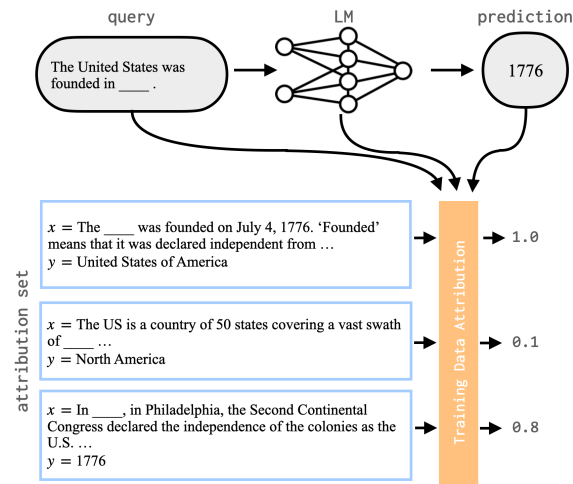 query
LM
prediction
The United States was
founded in ____ .
1776
attribution set
x = The ____ was founded on July 4, 1776. ‘Founded’
means that it was declared independent from …
y = United States of America
1.0
x = The US is a country of 50 states covering a vast swath
of ____ …
y = North America
0.1
x = In ____, in Philadelphia, the Second Continental
Congress declared the independence of the colonies as the
U.S. …
y = 1776
0.8
Training Data Attribution